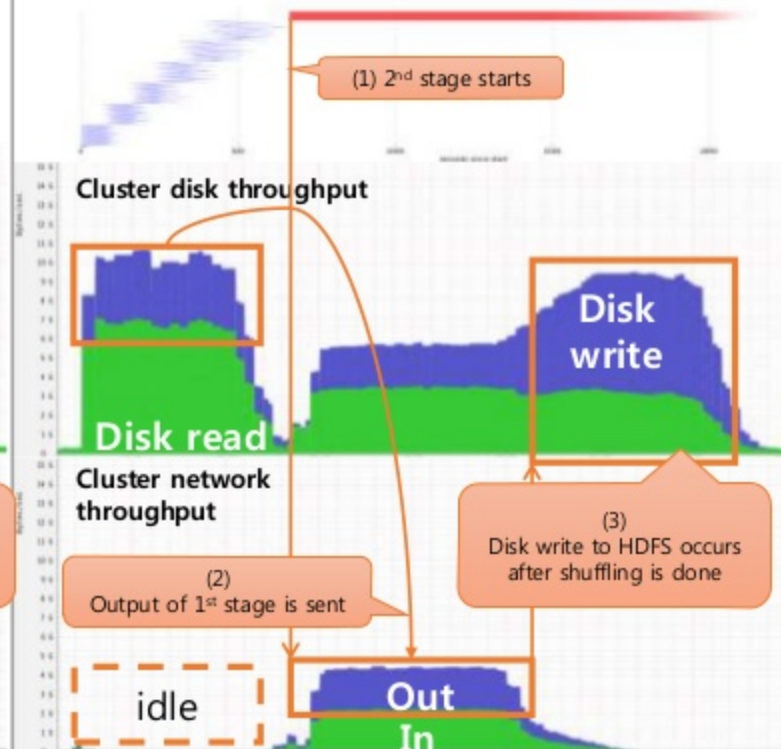 (1) 2nd stage starts
Cluster disk throughput
Disk
write
Disk read
Cluster network
throughput
(3)
Disk write to HDFS occurs
after shuffling is done
(2)
Output of 1st stage is sent
idle
Out
In